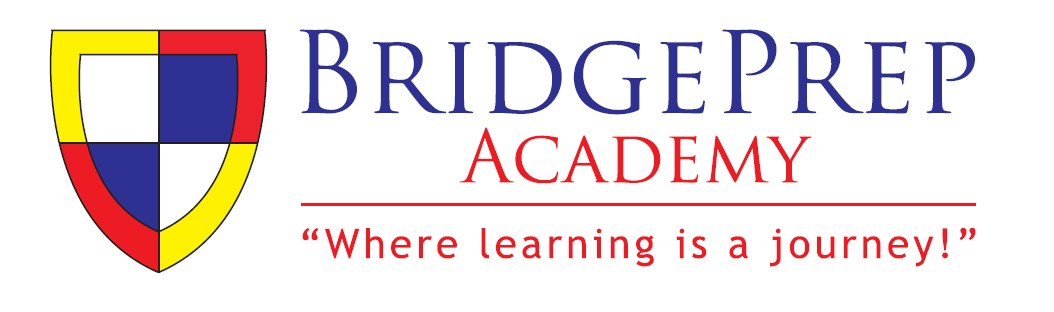 BRIDGEPREP
ACADEMY
“Where learning is a journey!”